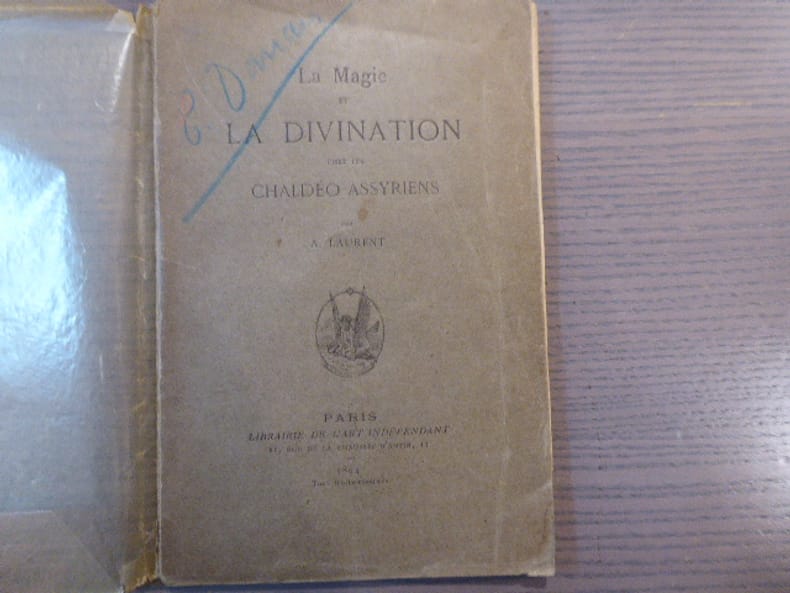 La Magie
ET
LA DIVINATION
CHEZ LES
CHALDÉO ASSYRIENS
PAR
A. LAURENT
PARIS
LIBRAIRIE DE L'ART INDÉPENDANT
11, RUE DE LA CHAUSSÉE D'ANTIN, 11
1894